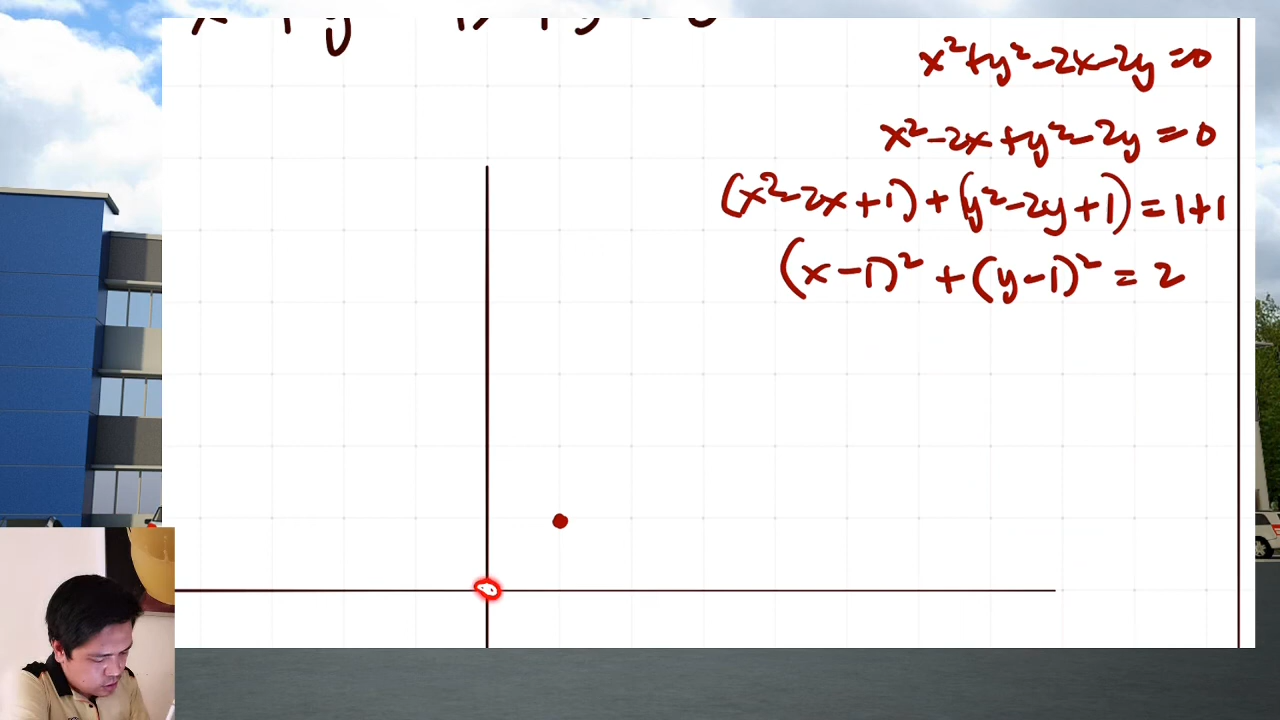 x²+y²-2x-2y=0
x²-2x+y²-2y=0
(x²-2x+1)+(y²-2y+1)=1+1
(x-1)²+(y-1)²=2